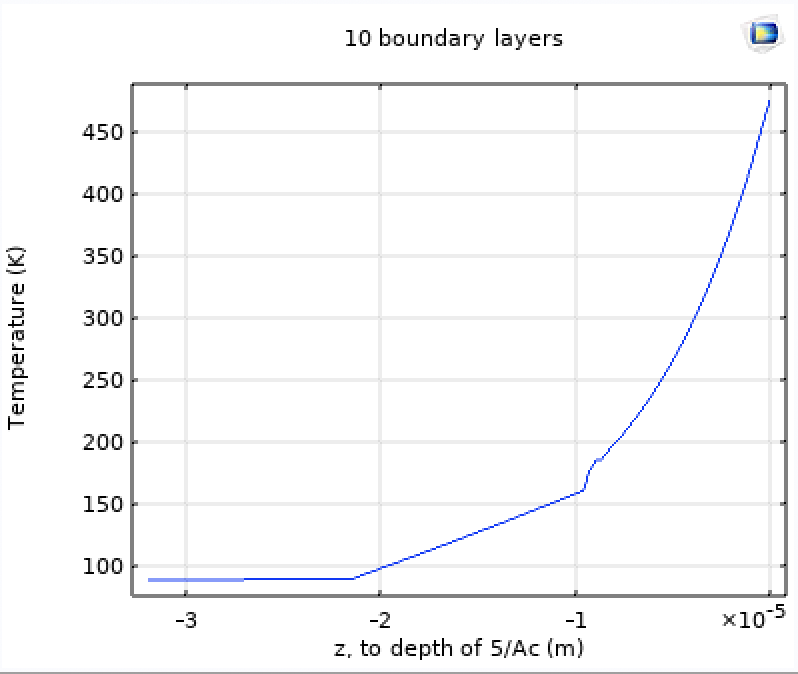 10 boundary layers
450
400
350
300
250
200
150
100
Temperature (K)
-3 -2 -1 ×10⁻⁵
z, to depth of 5/Ac (m)